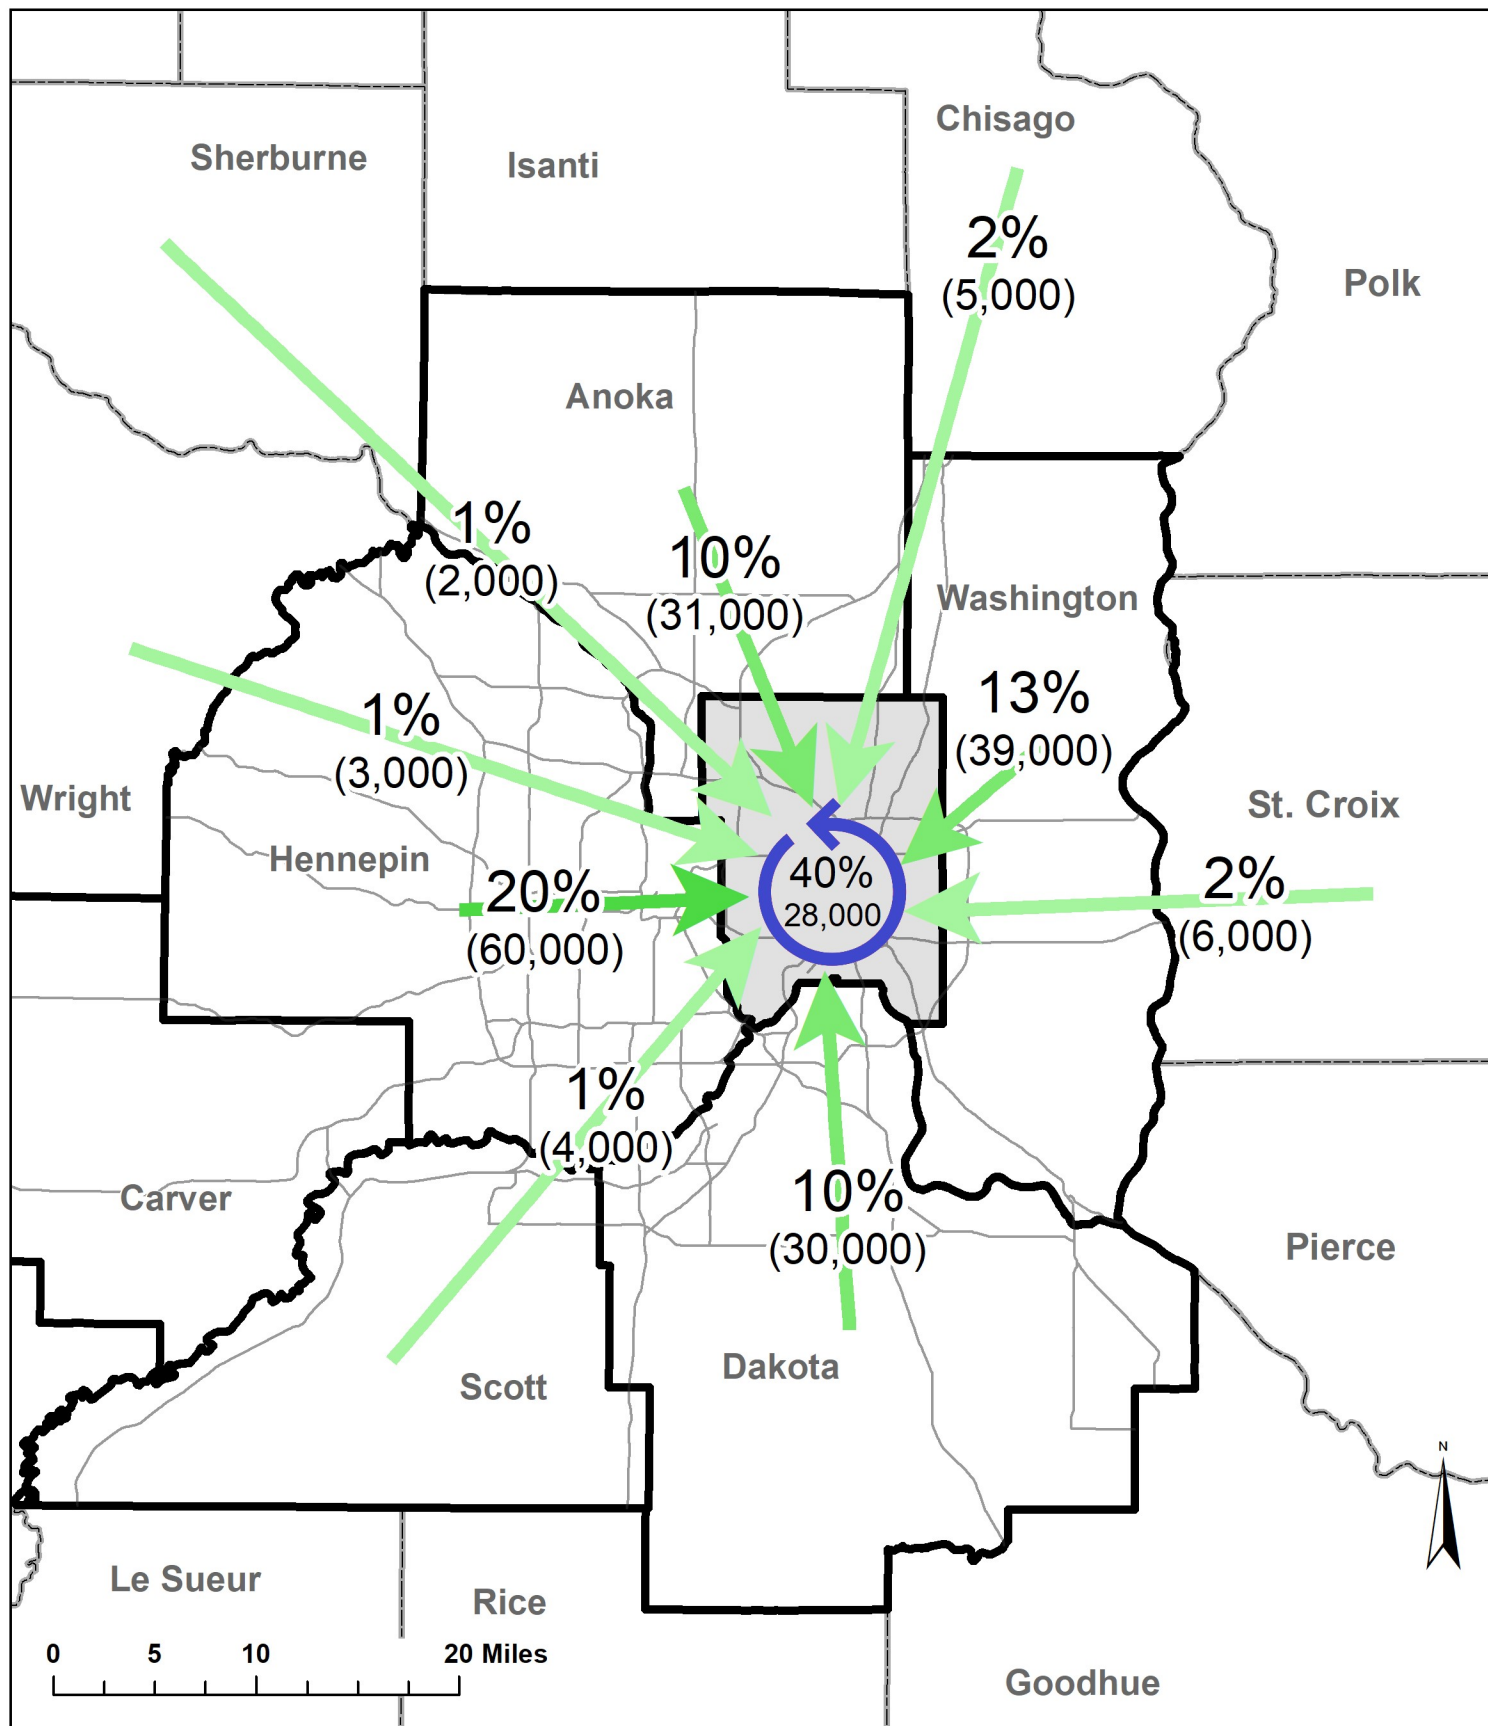 Chisago
Sherburne
Isanti
2%
(5,000)
Polk
Anoka
1%
(2,000)
10%
(31,000)
Washington
13%
(39,000)
1%
(3,000)
Wright
St. Croix
Hennepin
40%
28,000
20%
(60,000)
2%
(6,000)
1%
(4,000)
Carver
10%
(30,000)
Pierce
Dakota
Scott
N
Le Sueur
Rice
0 5 10 20 Miles
Goodhue